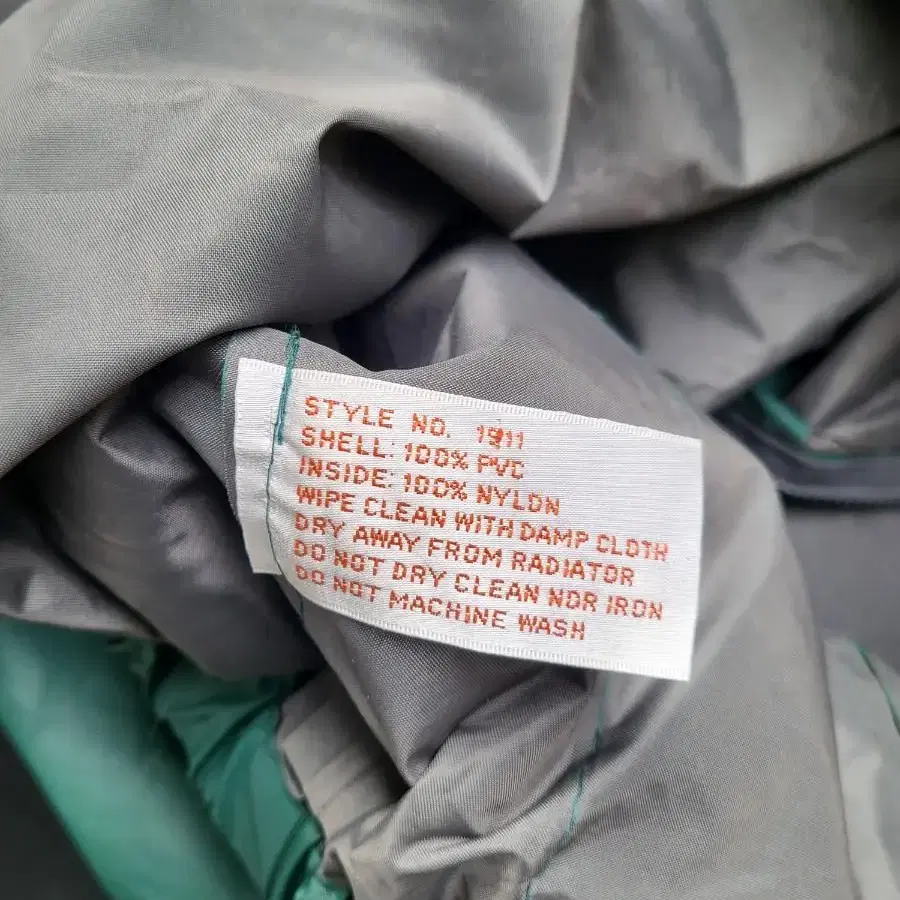 STYLE NO. 1911
SHELL: 100% PVC
INSIDE: 100% NYLON
WIPE CLEAN WITH DAMP CLOTH
DRY AWAY FROM RADIATOR
DO NOT DRY CLEAN NOR IRON
DO NOT MACHINE WASH